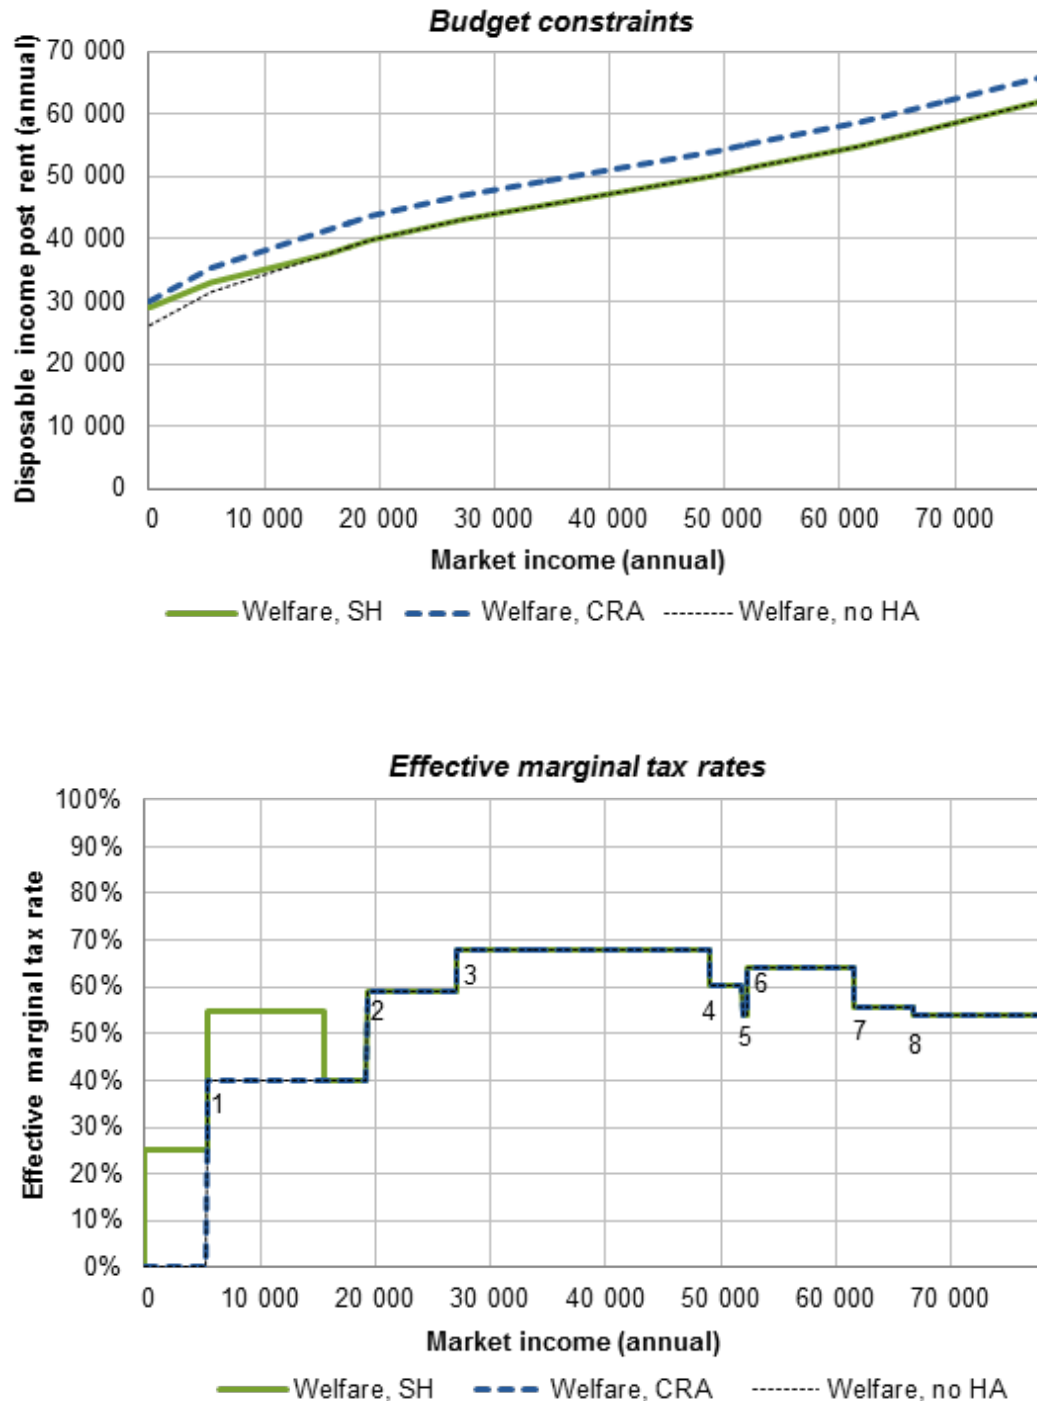 Budget constraints
Disposable income post rent (annual)
70 000
60 000
50 000
40 000
30 000
20 000
10 000
0
0 10 000 20 000 30 000 40 000 50 000 60 000 70 000
Market income (annual)
Welfare, SH Welfare, CRA Welfare, no HA
Effective marginal tax rates
Effective marginal tax rate
100%
90%
80%
70%
60%
50%
40%
30%
20%
10%
0%
1
2
3
4
5
6
7
8
0 10 000 20 000 30 000 40 000 50 000 60 000 70 000
Market income (annual)
Welfare, SH Welfare, CRA Welfare, no HA